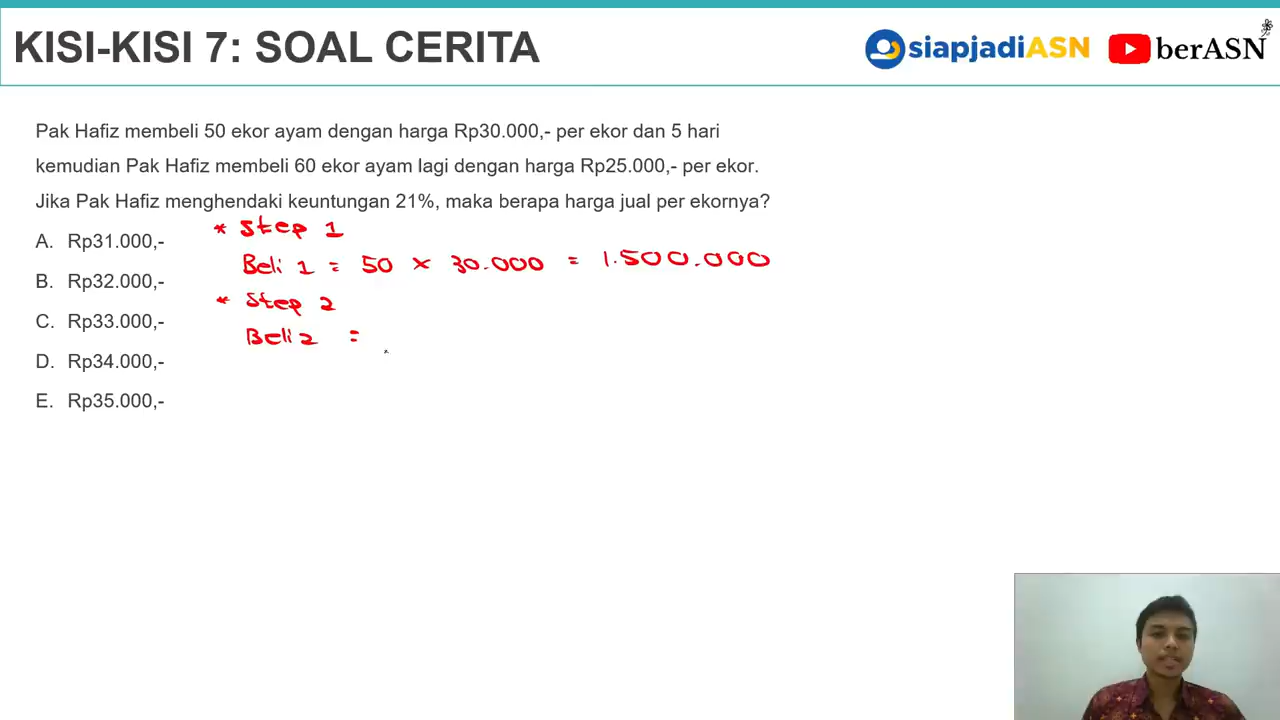 KISI-KISI 7: SOAL CERITA
siapjadiASN
berASN
Pak Hafiz membeli 50 ekor ayam dengan harga Rp30.000,- per ekor dan 5 hari
kemudian Pak Hafiz membeli 60 ekor ayam lagi dengan harga Rp25.000,- per ekor.
Jika Pak Hafiz menghendaki keuntungan 21%, maka berapa harga jual per ekornya?
A. Rp31.000,-
B. Rp32.000,-
C. Rp33.000,-
D. Rp34.000,-
E. Rp35.000,-
* Step 1
Beli 1 = 50 × 30.000 = 1.500.000
* Step 2
Beli 2 =